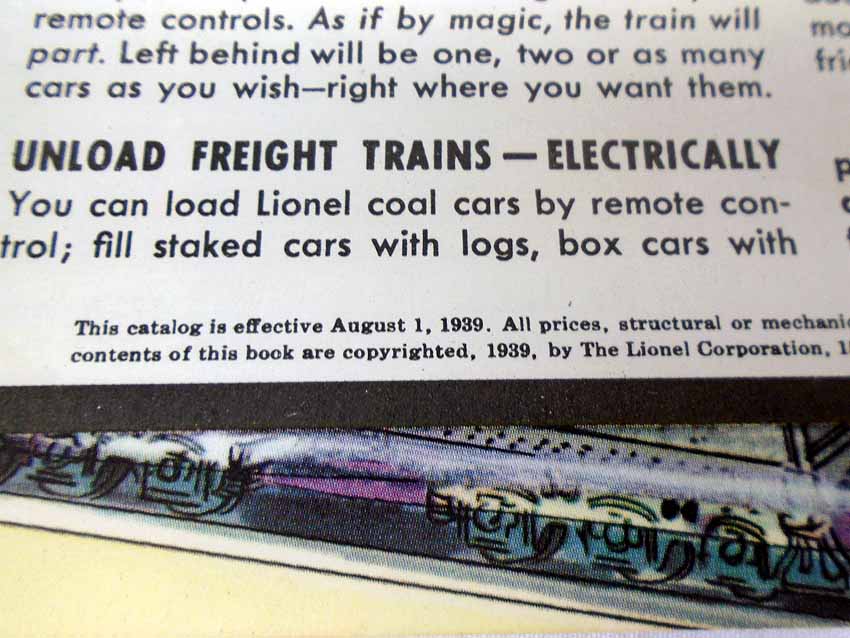 remote controls. As if by magic, the train will
part. Left behind will be one, two or as many
cars as you wish—right where you want them.
UNLOAD FREIGHT TRAINS — ELECTRICALLY
You can load Lionel coal cars by remote con-
trol; fill staked cars with logs, box cars with
This catalog is effective August 1, 1939. All prices, structural or
contents of this book are copyrighted, 1939, by The Lionel Corporation,